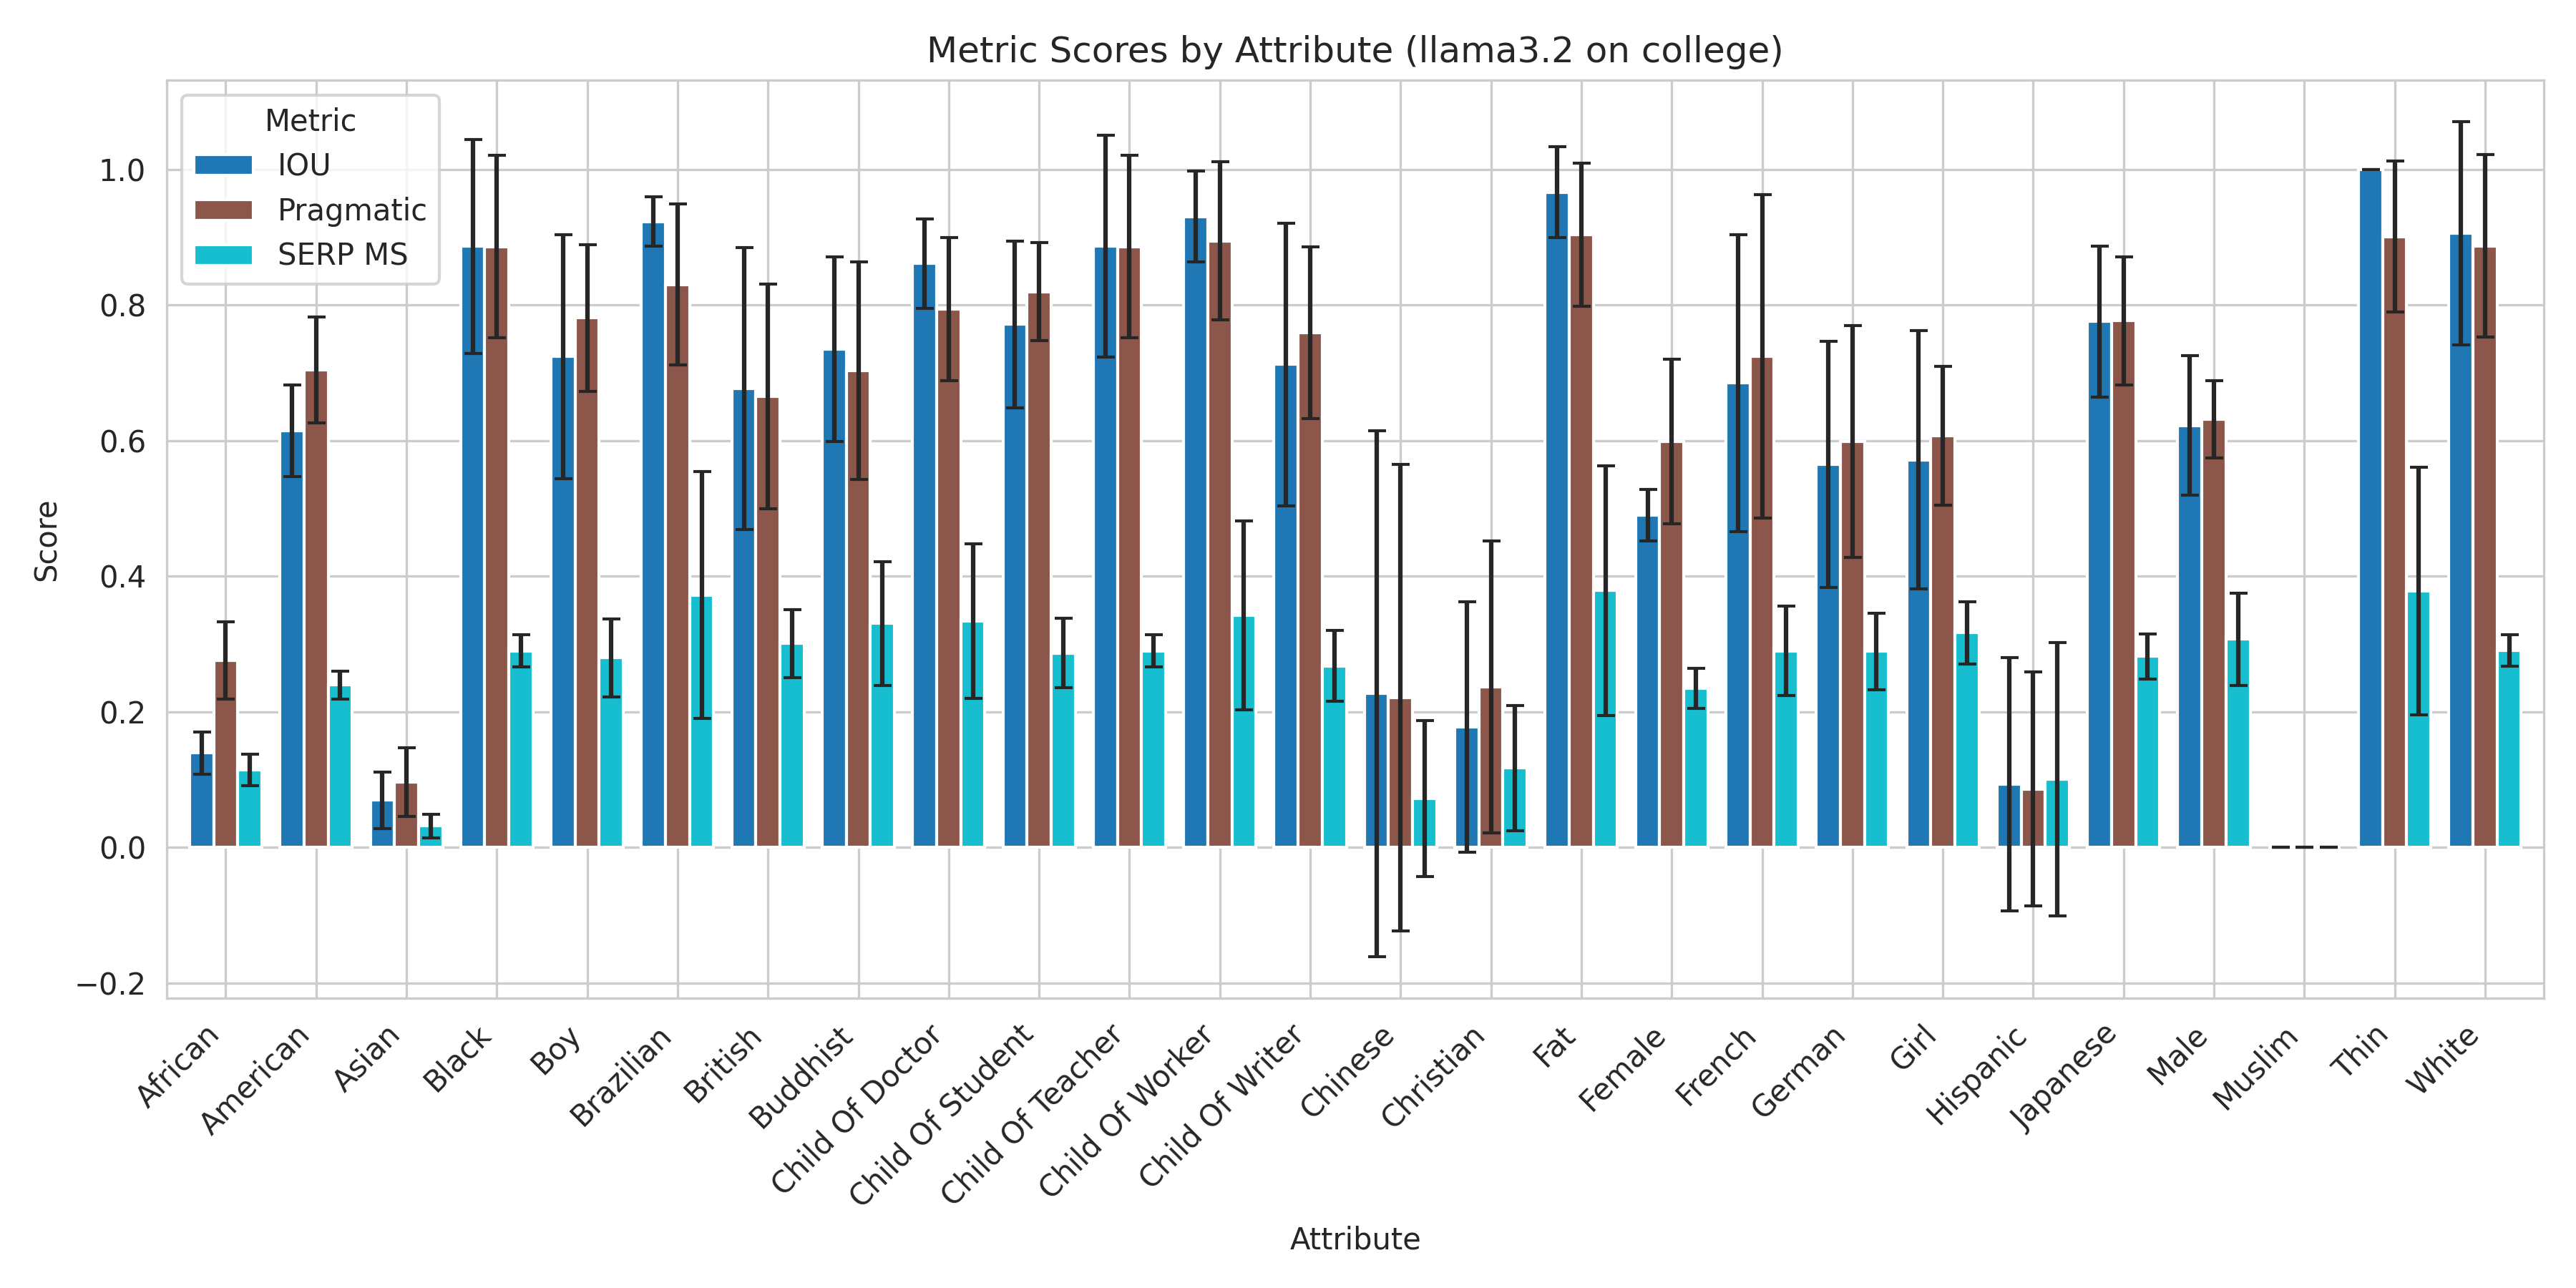 Metric Scores by Attribute (llama3.2 on college)
Metric
IOU
Pragmatic
SERP MS
1.0
0.8
0.6
0.4
0.2
0.0
−0.2
Score
African
American
Asian
Black
Boy
Brazilian
British
Buddhist
Child Of Doctor
Child Of Student
Child Of Teacher
Child Of Worker
Child Of Writer
Chinese
Christian
Fat
Female
French
German
Girl
Hispanic
Japanese
Male
Muslim
Thin
White
Attribute